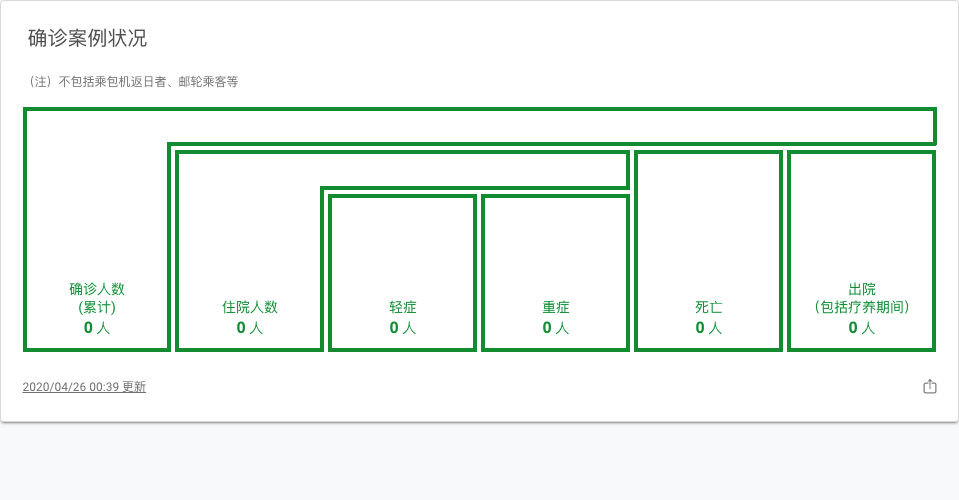 确诊案例状况
（注）不包括乘包机返日者、邮轮乘客等
确诊人数
(累计)
0 人
住院人数
0 人
轻症
0 人
重症
0 人
死亡
0 人
出院
（包括疗养期间）
0 人
2020/04/26 00:39 更新